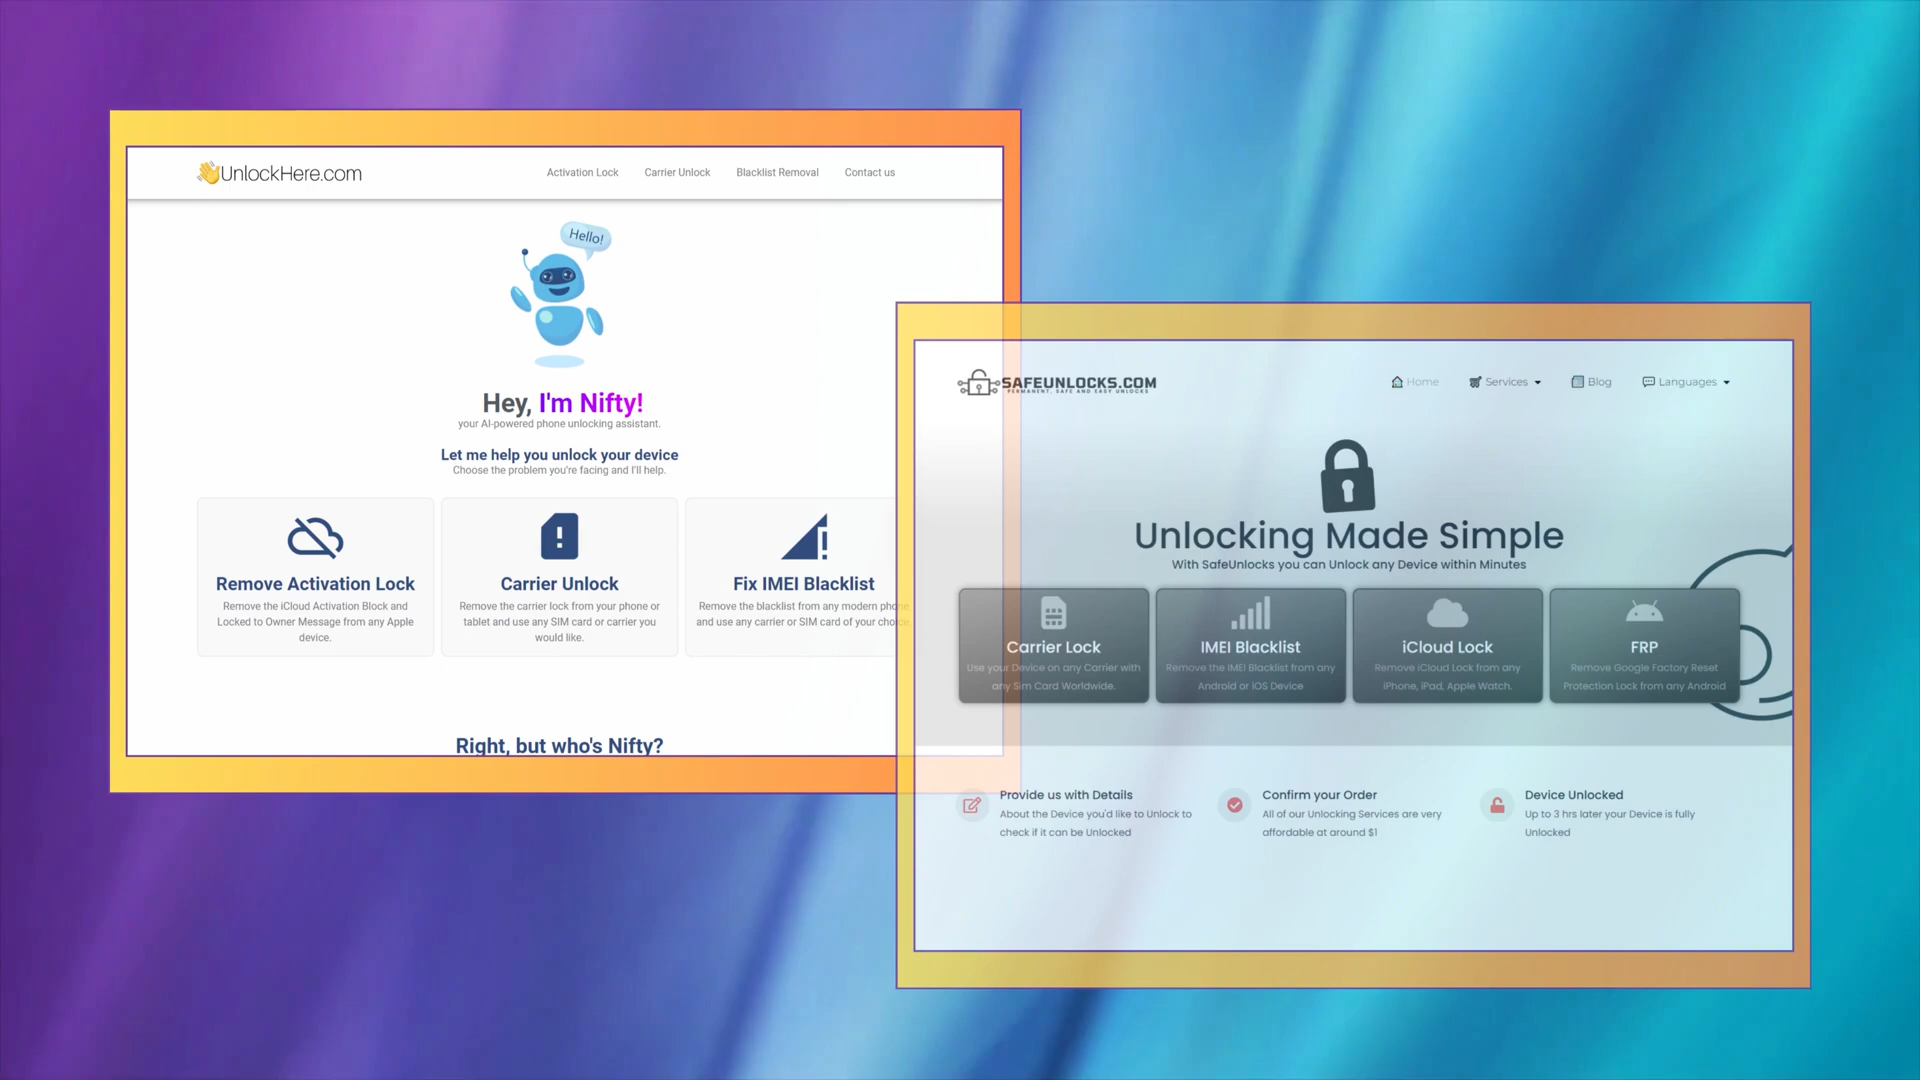 UnlockHere.com
Activation Lock
Carrier Unlock
Blacklist Removal
Contact us
Hello!
Hey, I'm Nifty!
your AI-powered phone unlocking assistant.
Let me help you unlock your device
Choose the problem you're facing and I'll help.
Remove Activation Lock
Remove the iCloud Activation Block and
Locked to Owner Message from any Apple
device.
Carrier Unlock
Remove the carrier lock from your phone or
tablet and use any SIM card or carrier you
would like.
Fix IMEI Blacklist
Remove the blacklist from any modern phone,
and use any carrier or SIM card of your choice.
Right, but who's Nifty?
SAFEUNLOCKS.COM
PERMANENT, SAFE AND EASY UNLOCKS
Home
Services
Blog
Languages
Unlocking Made Simple
With SafeUnlocks you can Unlock any Device within Minutes
Carrier Lock
Use your Device on any Carrier with
any Sim Card Worldwide.
IMEI Blacklist
Remove the IMEI Blacklist from any
Android or iOS Device
iCloud Lock
Remove iCloud Lock from any
iPhone, iPad, Apple Watch.
FRP
Remove Google Factory Reset
Protection Lock from any Android
Provide us with Details
About the Device you'd like to Unlock to
check if it can be Unlocked
Confirm your Order
All of our Unlocking Services are very
affordable at around $1
Device Unlocked
Up to 3 hrs later your Device is fully
Unlocked